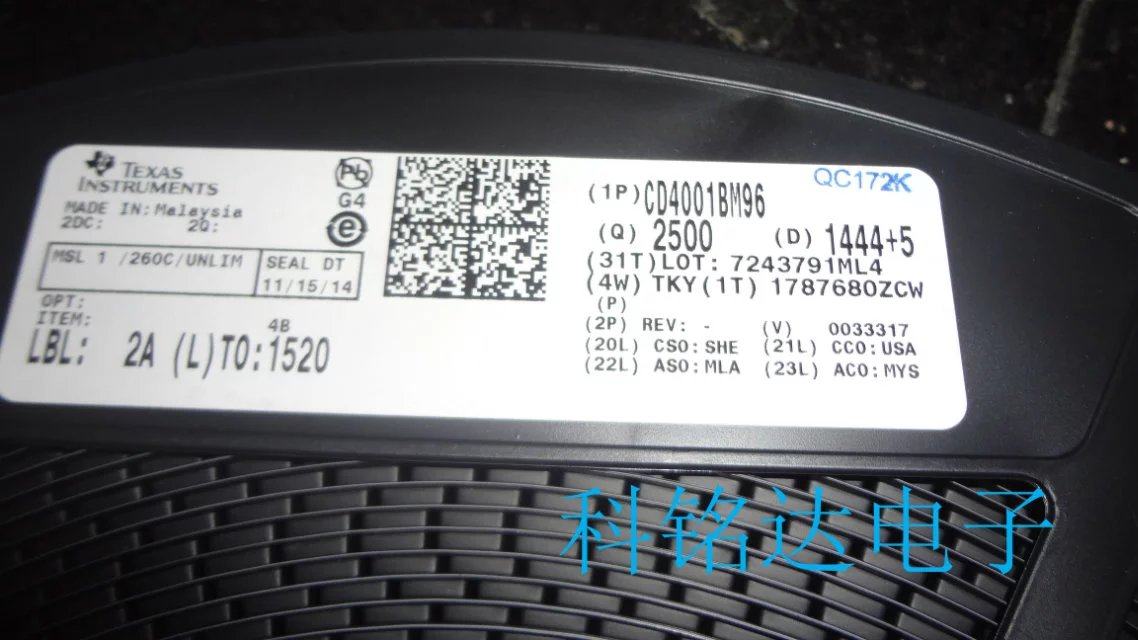 TEXAS
INSTRUMENTS
MADE IN: Malaysia
2DC: 2Q:
Pb
G4
e
MSL 1 /260C/UNLIM
SEAL DT
11/15/14
OPT:
ITEM:
4B
LBL: 2A (L)TO:1520
QC172K
(1P)CD4001BM96
(Q) 2500 (D) 1444+5
(31T)LOT: 7243791ML4
(4W) TKY(1T) 1787680ZCW
(P)
(2P) REV: - (V) 0033317
(20L) CSO:SHE (21L) CCO:USA
(22L) ASO:MLA (23L) ACO:MYS
科铭达电子